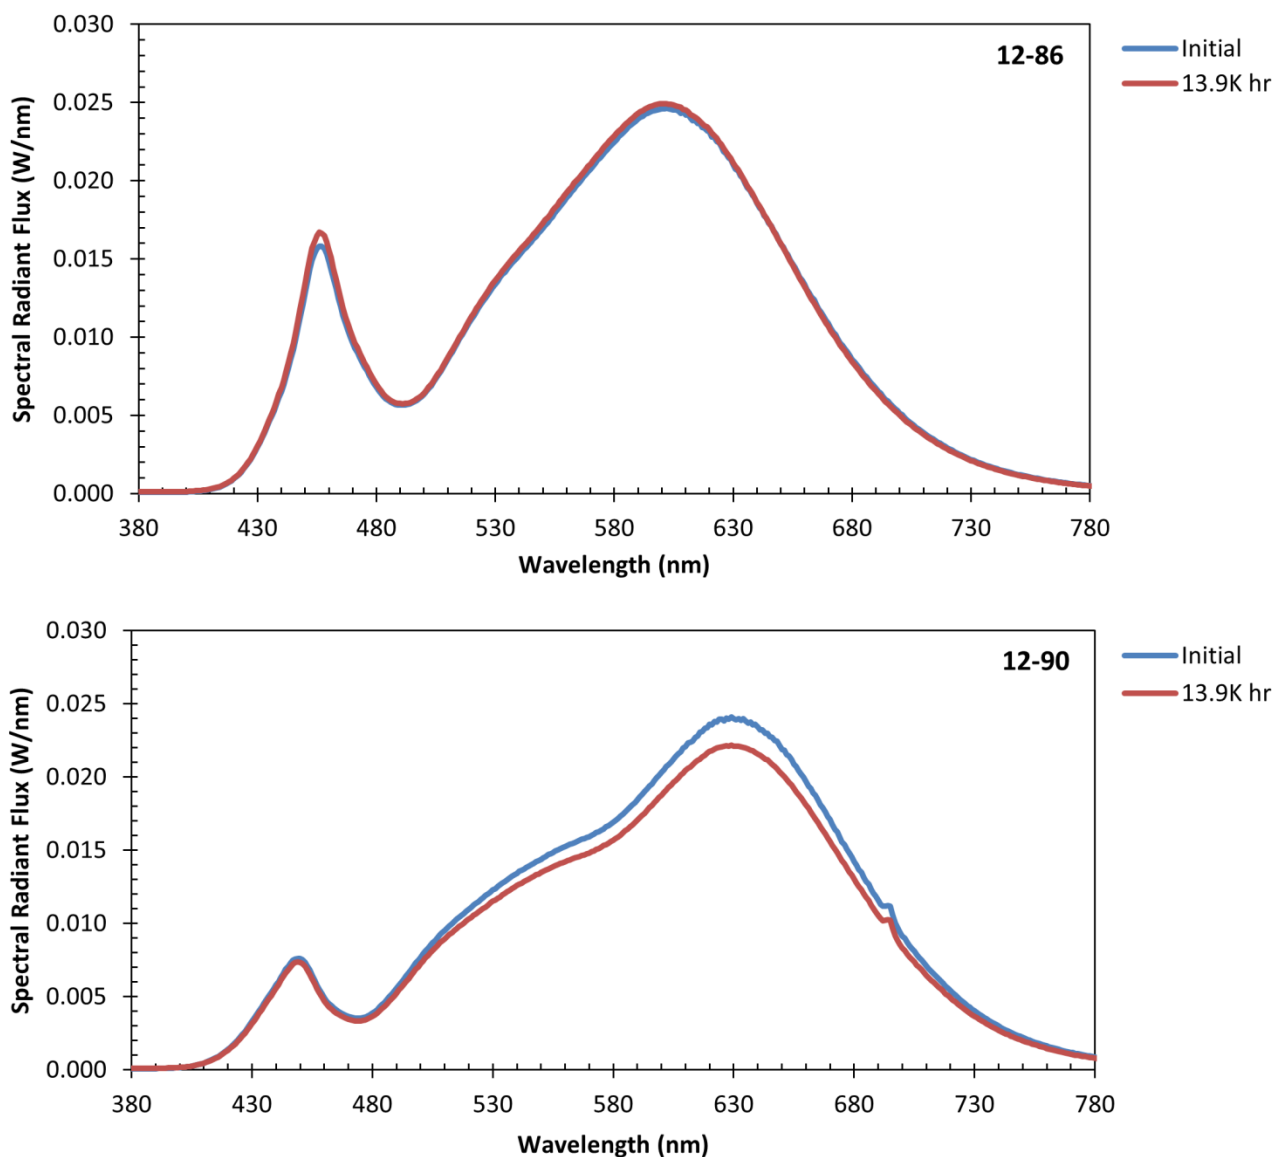 0.030
0.025
0.020
0.015
0.010
0.005
0.000
Spectral Radiant Flux (W/nm)
12-86
Initial
13.9K hr
380 430 480 530 580 630 680 730 780
Wavelength (nm)
0.030
0.025
0.020
0.015
0.010
0.005
0.000
Spectral Radiant Flux (W/nm)
12-90
Initial
13.9K hr
380 430 480 530 580 630 680 730 780
Wavelength (nm)